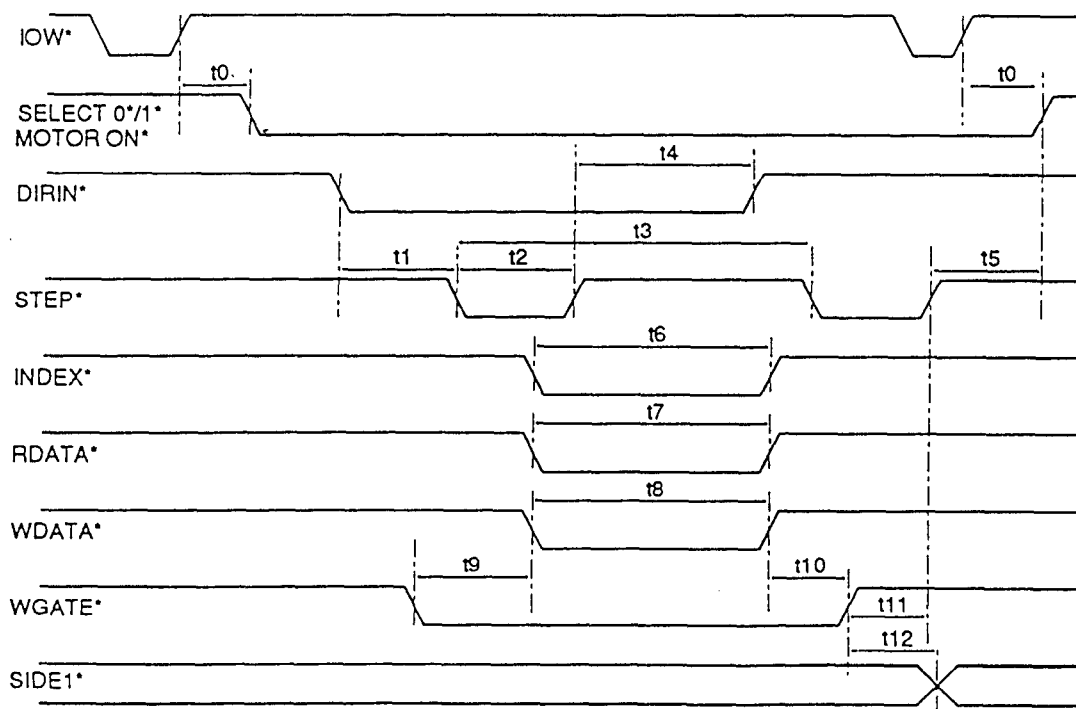 IOW*
t0
t0
SELECT 0*/1*
MOTOR ON*
t4
DIRIN*
t3
t1
t2
t5
STEP*
t6
INDEX*
t7
RDATA*
t8
WDATA*
t9
t10
WGATE*
t11
t12
SIDE1*